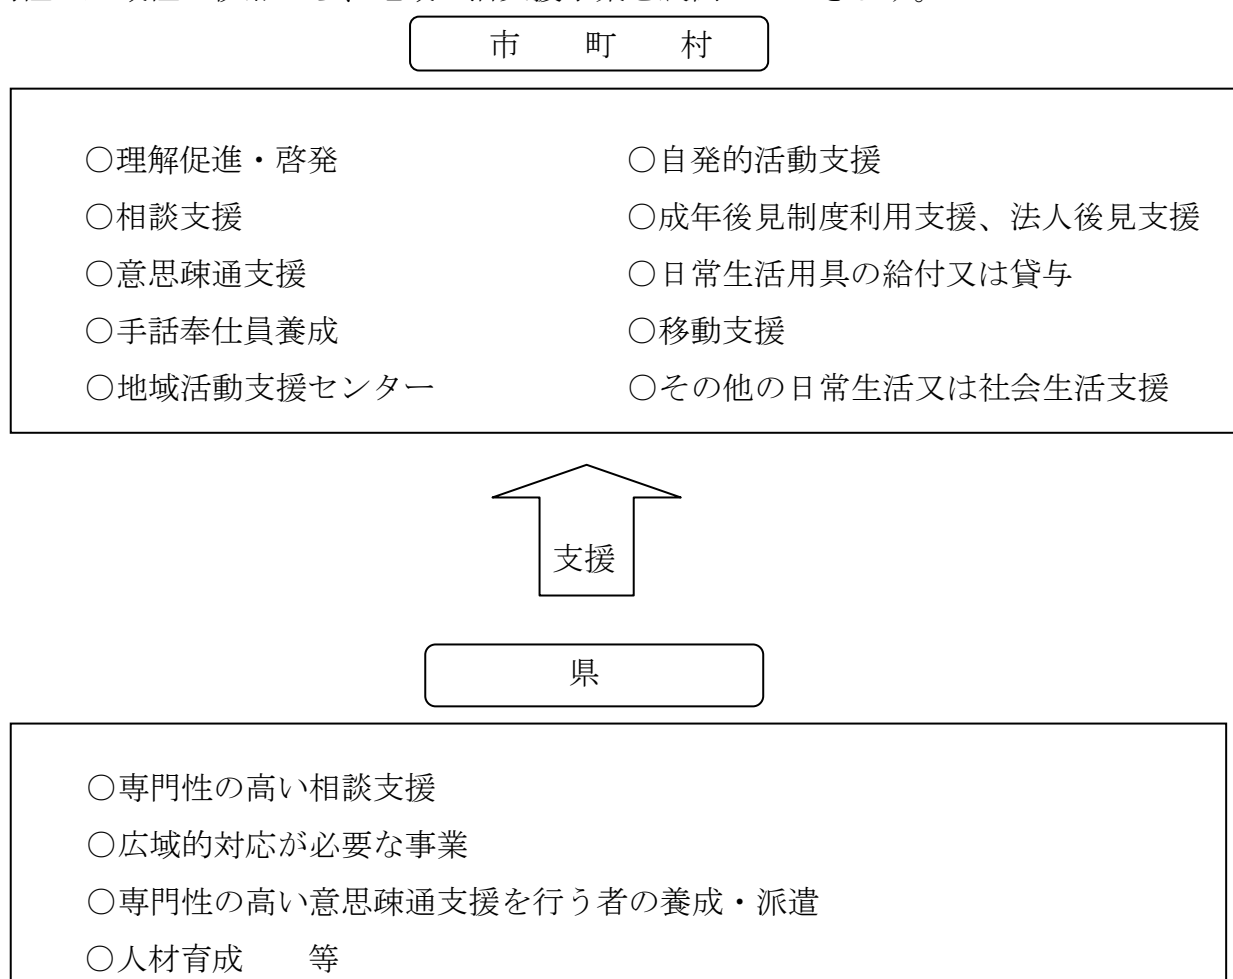 市　町　村
○理解促進・啓発　○自発的活動支援
○相談支援　○成年後見制度利用支援、法人後見支援
○意思疎通支援　○日常生活用具の給付又は貸与
○手話奉仕員養成　○移動支援
○地域活動支援センター　○その他の日常生活又は社会生活支援
支援
県
○専門性の高い相談支援
○広域的対応が必要な事業
○専門性の高い意思疎通支援を行う者の養成・派遣
○人材育成　等